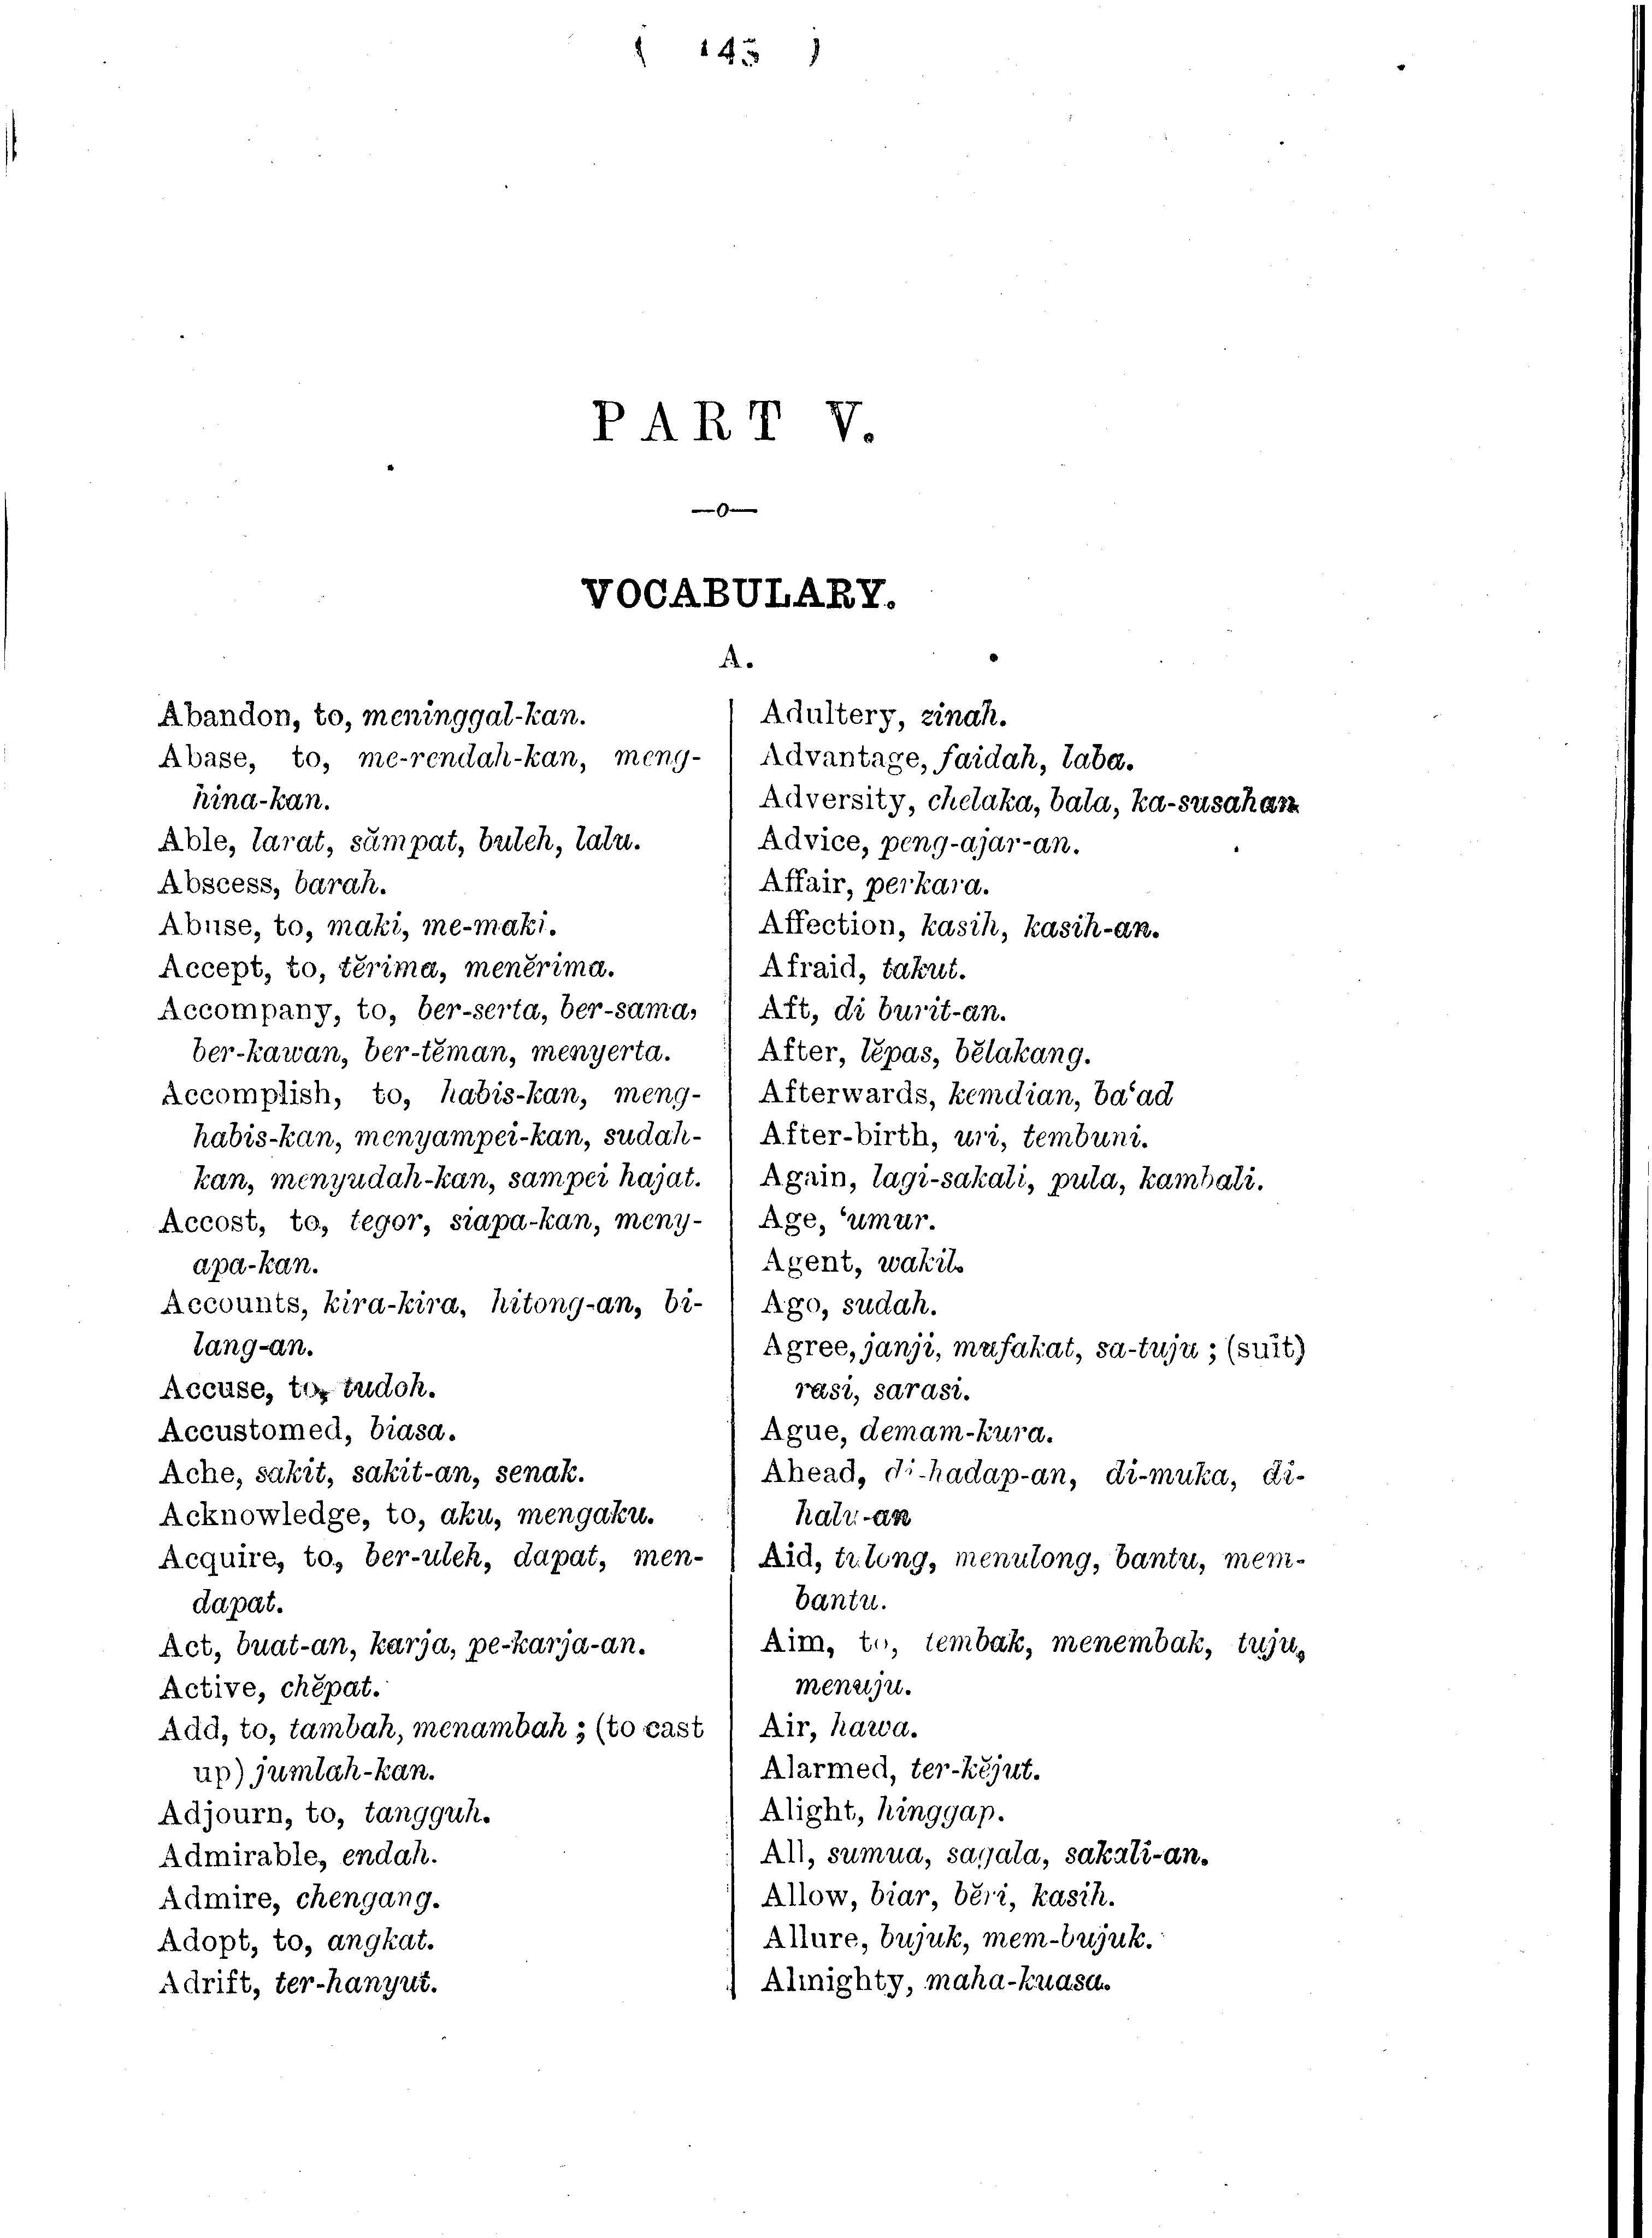 ( 145 )
PART V.
—o—
VOCABULARY.
A.
Abandon, to, meninggal-kan.
Abase, to, me-rendah-kan, meng-
hina-kan.
Able, larat, sămpat, buleh, lalu.
Abscess, barah.
Abuse, to, maki, me-maki.
Accept, to, tĕrima, menĕrima.
Accompany, to, ber-serta, ber-sama,
ber-kawan, ber-tĕman, menyerta.
Accomplish, to, habis-kan, meng-
habis-kan, menyampei-kan, sudah-
kan, menyudah-kan, sampei hajat.
Accost, to, tegor, siapa-kan, meny-
apa-kan.
Accounts, kira-kira, hitong-an, bi-
lang-an.
Accuse, to, tudoh.
Accustomed, biasa.
Ache, sakit, sakit-an, senak.
Acknowledge, to, aku, mengaku.
Acquire, to, ber-uleh, dapat, men-
dapat.
Act, buat-an, karja, pe-karja-an.
Active, chĕpat.
Add, to, tambah, menambah ; (to cast
up) jumlah-kan.
Adjourn, to, tangguh.
Admirable, endah.
Admire, chengang.
Adopt, to, angkat.
Adrift, ter-hanyut.
Adultery, zinah.
Advantage, faidah, laba.
Adversity, chelaka, bala, ka-susahan
Advice, peng-ajar-an.
Affair, perkara.
Affection, kasih, kasih-an.
Afraid, takut.
Aft, di burit-an.
After, lĕpas, bĕlakang.
Afterwards, kemdian, ba‘ad
After-birth, uri, tembuni.
Again, lagi-sakali, pula, kambali.
Age, ‘umur.
Agent, wakil.
Ago, sudah.
Agree, janji, mufakat, sa-tuju ; (suit)
rasi, sarasi.
Ague, demam-kura.
Ahead, di-hadap-an, di-muka, di-
halu-an
Aid, tulong, menulong, bantu, mem-
bantu.
Aim, to, tembak, menembak, tuju,
menuju.
Air, hawa.
Alarmed, ter-kĕjut.
Alight, hinggap.
All, sumua, sagala, sakali-an.
Allow, biar, bĕri, kasih.
Allure, bujuk, mem-bujuk.
Almighty, maha-kuasa.